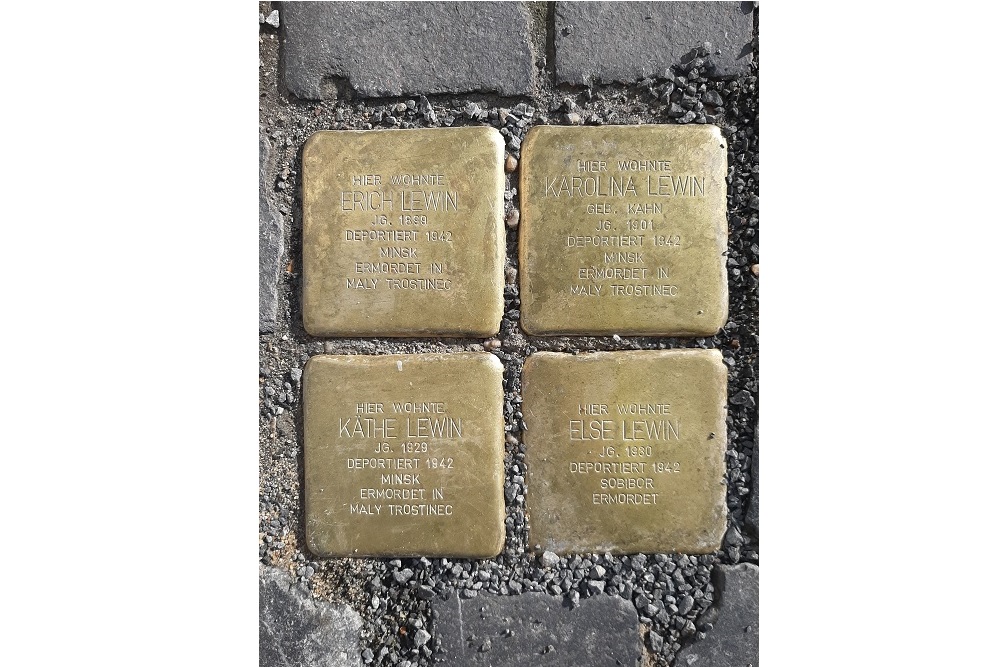 HIER WOHNTE
ERICH LEWIN
JG. 1899
DEPORTIERT 1942
MINSK
ERMORDET IN
MALY TROSTINEC
HIER WOHNTE
KAROLINA LEWIN
GEB. KAHN
JG. 1901
DEPORTIERT 1942
MINSK
ERMORDET IN
MALY TROSTINEC
HIER WOHNTE
KÄTHE LEWIN
JG. 1929
DEPORTIERT 1942
MINSK
ERMORDET IN
MALY TROSTINEC
HIER WOHNTE
ELSE LEWIN
JG. 1930
DEPORTIERT 1942
SOBIBOR
ERMORDET